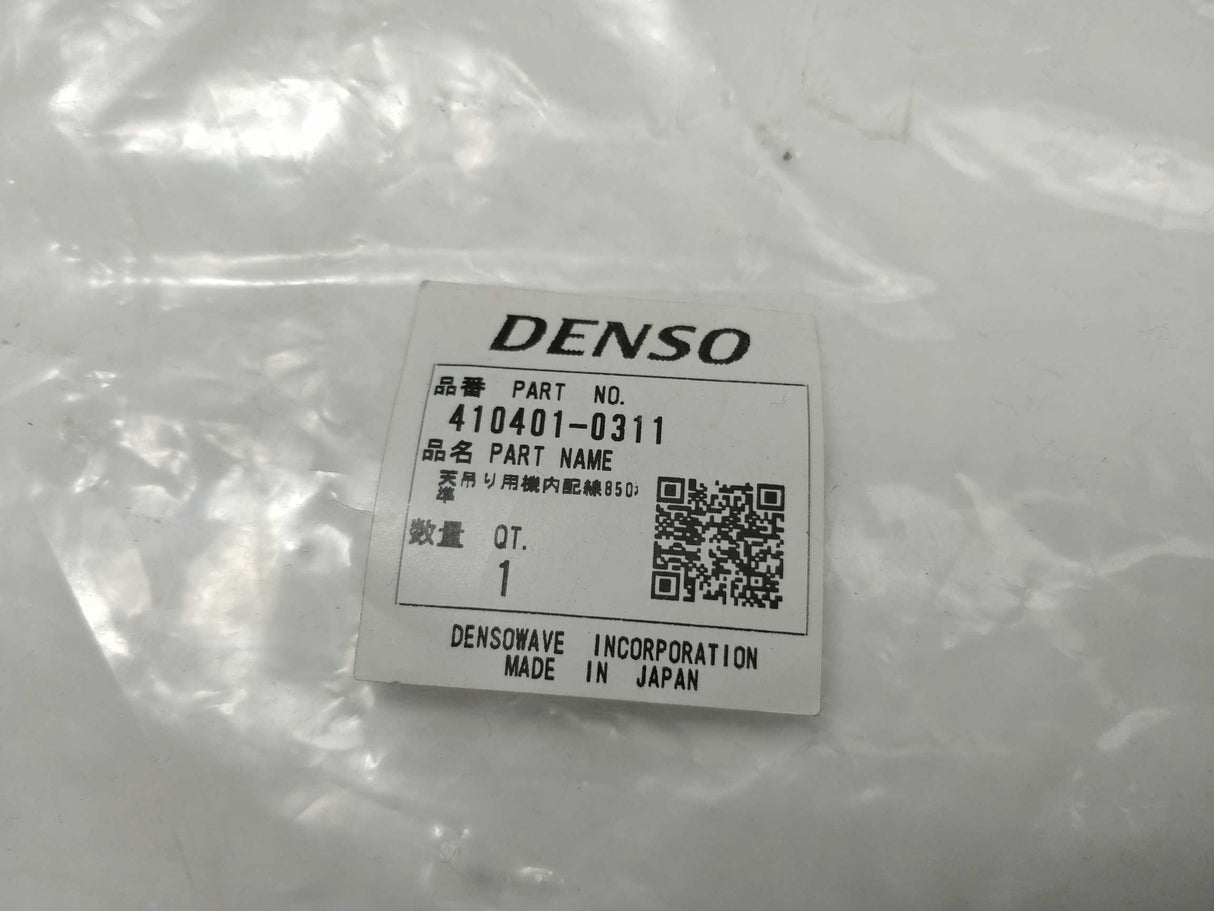 DENSO
品番 PART NO.
410401-0311
品名 PART NAME
天吊り用機内配線850
準
数量 QT.
1
DENSOWAVE INCORPORATION
MADE IN JAPAN